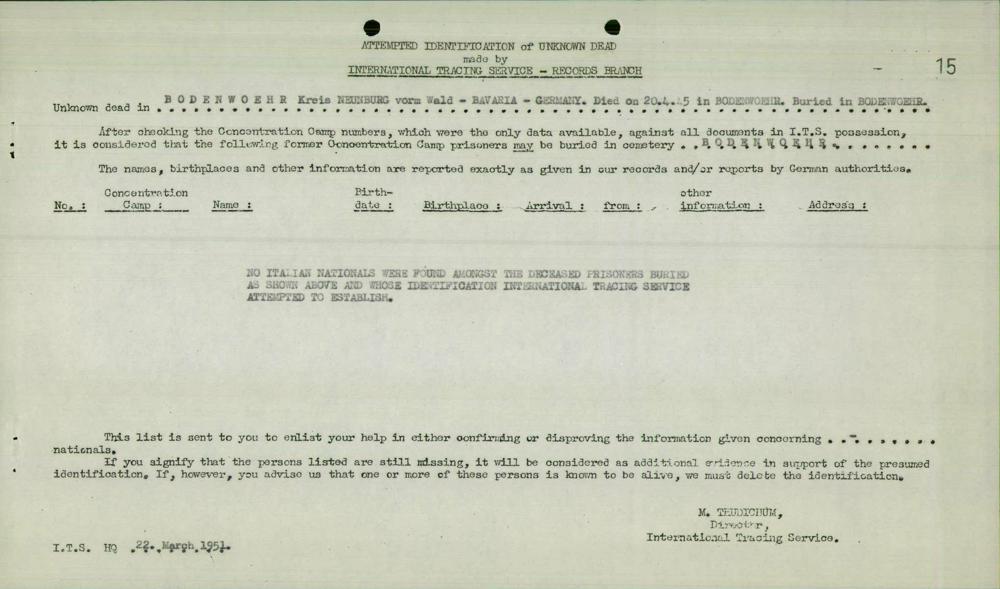 ATTEMPTED IDENTIFICATION of UNKNOWN DEAD
made by
INTERNATIONAL TRACING SERVICE - RECORDS BRANCH
15
Unknown dead in B O D E N W O E H R Kreis NEUNBURG vorm Wald - BAVARIA - GERMANY. Died on 20.4.45 in BODENWOEHR. Buried in BODENWOEHR.
After checking the Concentration Camp numbers, which were the only data available, against all documents in I.T.S. possession,
it is considered that the following former Concentration Camp prisoners may be buried in cemetery . . B O D E N W O E H R . . . . . . . .
The names, birthplaces and other information are reported exactly as given in our records and/or reports by German authorities.
No. : Concentration Camp : Name : Birth-date : Birthplace : Arrival : from : other information : Address :
NO ITALIAN NATIONALS WERE FOUND AMONGST THE DECEASED PRISONERS BURIED
AS SHOWN ABOVE AND WHOSE IDENTIFICATION INTERNATIONAL TRACING SERVICE
ATTEMPTED TO ESTABLISH.
This list is sent to you to enlist your help in either confirming or disproving the information given concerning . . - . . . . . .
nationals.
If you signify that the persons listed are still missing, it will be considered as additional evidence in support of the presumed
identification. If, however, you advise us that one or more of these persons is known to be alive, we must delete the identification.
M. THUDICHUM,
Director,
International Tracing Service.
I.T.S. HQ .22. March 1951.